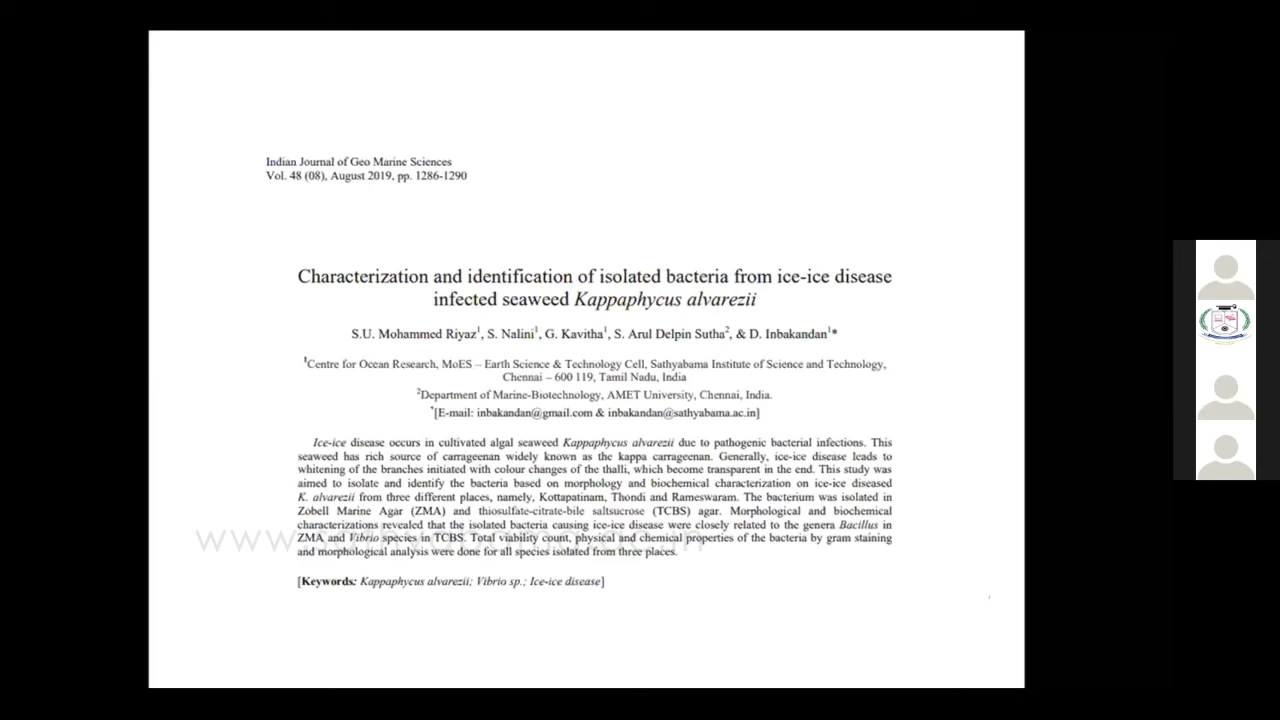 Indian Journal of Geo Marine Sciences
Vol. 48 (08), August 2019, pp. 1286-1290
Characterization and identification of isolated bacteria from ice-ice disease
infected seaweed Kappaphycus alvarezii
S.U. Mohammed Riyaz¹, S. Nalini¹, G. Kavitha¹, S. Arul Delpin Sutha², & D. Inbakandan¹*
¹Centre for Ocean Research, MoES – Earth Science & Technology Cell, Sathyabama Institute of Science and Technology,
Chennai – 600 119, Tamil Nadu, India
²Department of Marine-Biotechnology, AMET University, Chennai, India.
*[E-mail: inbakandan@gmail.com & inbakandan@sathyabama.ac.in]
Ice-ice disease occurs in cultivated algal seaweed Kappaphycus alvarezii due to pathogenic bacterial infections. This
seaweed has rich source of carrageenan widely known as the kappa carrageenan. Generally, ice-ice disease leads to
whitening of the branches initiated with colour changes of the thalli, which become transparent in the end. This study was
aimed to isolate and identify the bacteria based on morphology and biochemical characterization on ice-ice diseased
K. alvarezii from three different places, namely, Kottapatinam, Thondi and Rameswaram. The bacterium was isolated in
Zobell Marine Agar (ZMA) and thiosulfate-citrate-bile saltsucrose (TCBS) agar. Morphological and biochemical
characterizations revealed that the isolated bacteria causing ice-ice disease were closely related to the genera Bacillus in
ZMA and Vibrio species in TCBS. Total viability count, physical and chemical properties of the bacteria by gram staining
and morphological analysis were done for all species isolated from three places.
[Keywords: Kappaphycus alvarezii; Vibrio sp.; Ice-ice disease]